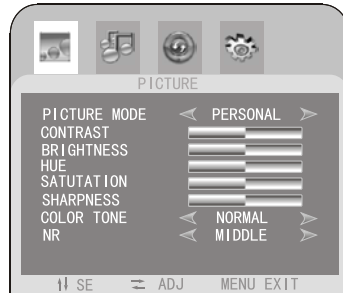 PICTURE
PICTURE MODE PERSONAL
CONTRAST
BRIGHTNESS
HUE
SATUTATION
SHARPNESS
COLOR TONE NORMAL
NR MIDDLE
SE ADJ MENU EXIT